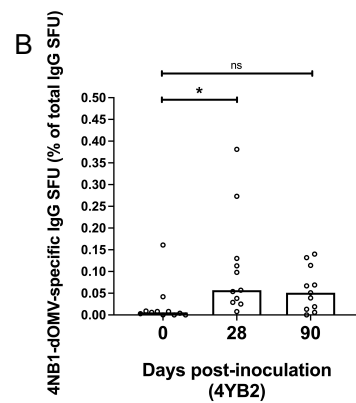 B
4NB1-dOMV-specific IgG SFU (% of total IgG SFU)
ns
*
0.50
0.45
0.40
0.35
0.30
0.25
0.20
0.15
0.10
0.05
0.00
0 28 90
Days post-inoculation
(4YB2)